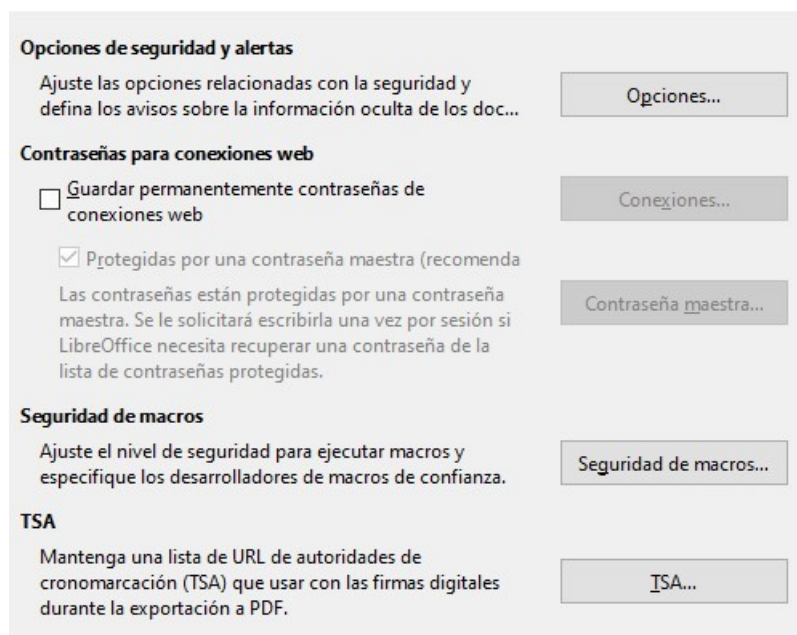 Opciones de seguridad y alertas
Ajuste las opciones relacionadas con la seguridad y
defina los avisos sobre la información oculta de los doc...
Opciones...
Contraseñas para conexiones web
Guardar permanentemente contraseñas de
conexiones web
Conexiones...
Protegidas por una contraseña maestra (recomenda
Las contraseñas están protegidas por una contraseña
maestra. Se le solicitará escribirla una vez por sesión si
LibreOffice necesita recuperar una contraseña de la
lista de contraseñas protegidas.
Contraseña maestra...
Seguridad de macros
Ajuste el nivel de seguridad para ejecutar macros y
especifique los desarrolladores de macros de confianza.
Seguridad de macros...
TSA
Mantenga una lista de URL de autoridades de
cronomarcación (TSA) que usar con las firmas digitales
durante la exportación a PDF.
TSA...